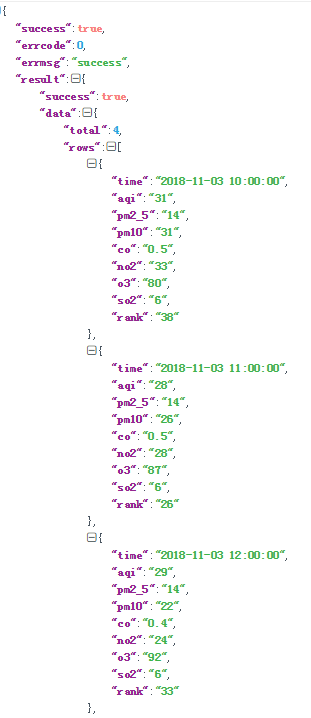 {
"success":true,
"errcode":0,
"errmsg":"success",
"result":{
"success":true,
"data":{
"total":4,
"rows":[
{
"time":"2018-11-03 10:00:00",
"aqi":"31",
"pm2_5":"14",
"pm10":"31",
"co":"0.5",
"no2":"33",
"o3":"80",
"so2":"6",
"rank":"38"
},
{
"time":"2018-11-03 11:00:00",
"aqi":"28",
"pm2_5":"14",
"pm10":"26",
"co":"0.5",
"no2":"28",
"o3":"87",
"so2":"6",
"rank":"26"
},
{
"time":"2018-11-03 12:00:00",
"aqi":"29",
"pm2_5":"14",
"pm10":"22",
"co":"0.4",
"no2":"24",
"o3":"92",
"so2":"6",
"rank":"33"
},